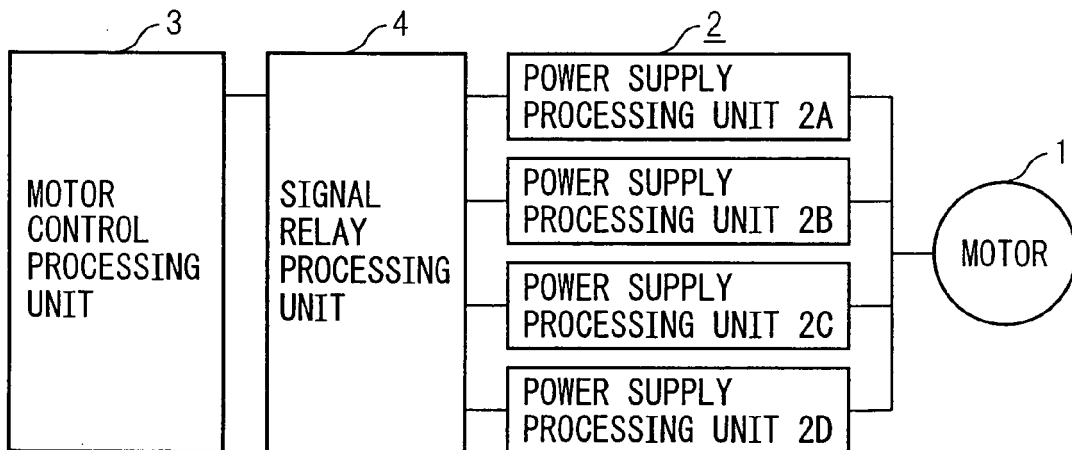 3
4
2
1
MOTOR
CONTROL
PROCESSING
UNIT
SIGNAL
RELAY
PROCESSING
UNIT
POWER SUPPLY
PROCESSING UNIT 2A
POWER SUPPLY
PROCESSING UNIT 2B
POWER SUPPLY
PROCESSING UNIT 2C
POWER SUPPLY
PROCESSING UNIT 2D
MOTOR